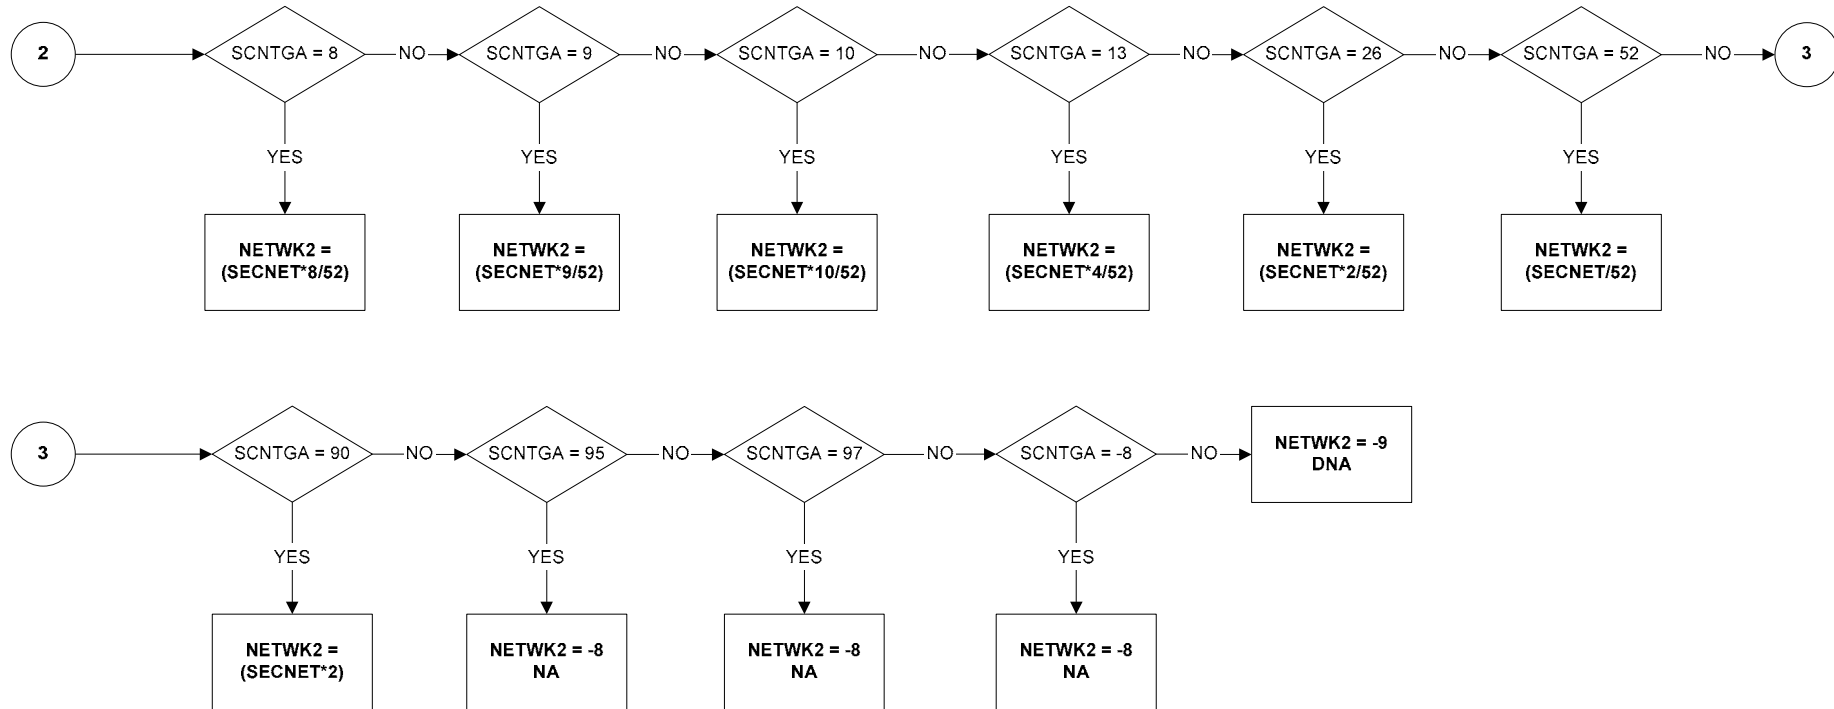 2
SCNTGA = 8
NO
SCNTGA = 9
NO
SCNTGA = 10
NO
SCNTGA = 13
NO
SCNTGA = 26
NO
SCNTGA = 52
NO
3
YES
YES
YES
YES
YES
YES
NETWK2 =
(SECNET*8/52)
NETWK2 =
(SECNET*9/52)
NETWK2 =
(SECNET*10/52)
NETWK2 =
(SECNET*4/52)
NETWK2 =
(SECNET*2/52)
NETWK2 =
(SECNET/52)
3
SCNTGA = 90
NO
SCNTGA = 95
NO
SCNTGA = 97
NO
SCNTGA = -8
NO
NETWK2 = -9
DNA
YES
YES
YES
YES
NETWK2 =
(SECNET*2)
NETWK2 = -8
NA
NETWK2 = -8
NA
NETWK2 = -8
NA